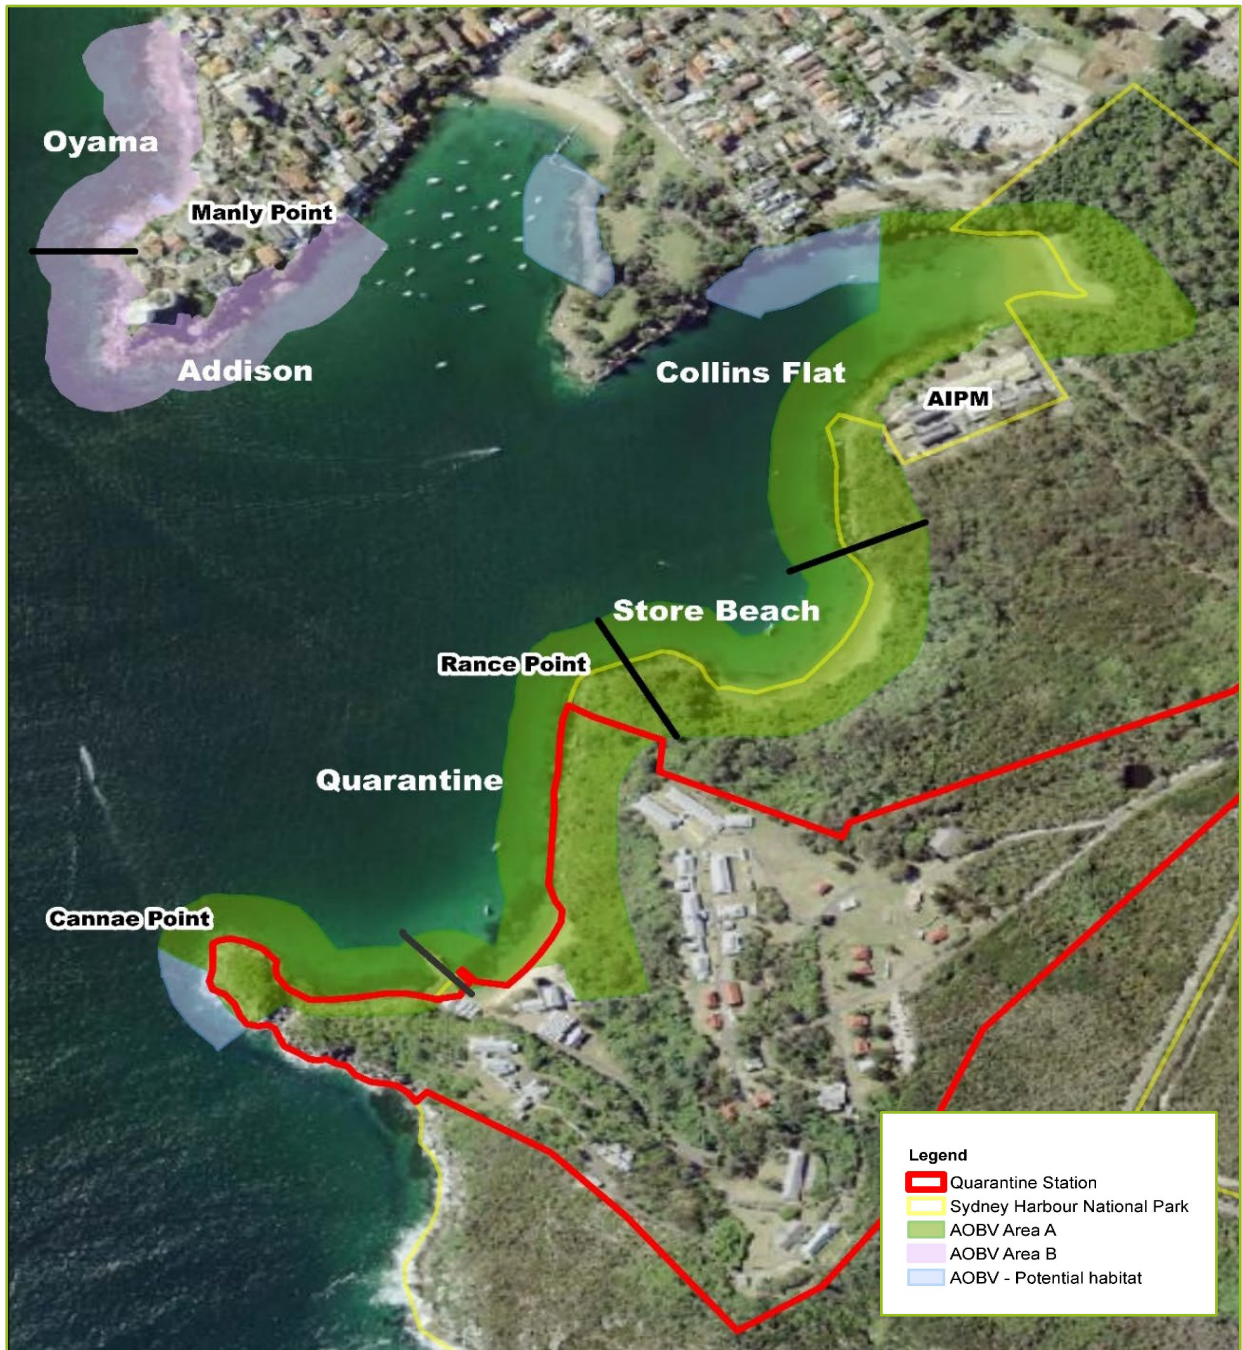 Oyama
Manly Point
Addison
Collins Flat
AIPM
Store Beach
Rance Point
Quarantine
Cannae Point
Legend
Quarantine Station
Sydney Harbour National Park
AOBV Area A
AOBV Area B
AOBV - Potential habitat